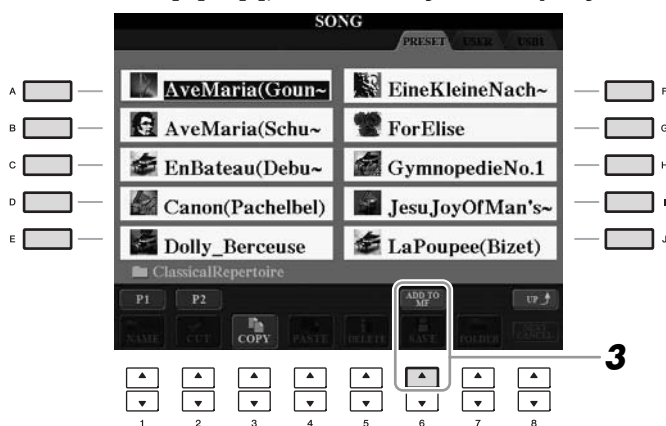 SONG
PRESET USER USB1
A AveMaria(Goun~ EineKleineNach~ F
B AveMaria(Schu~ ForElise G
C EnBateau(Debu~ GymnopedieNo.1 H
D Canon(Pachelbel) JesuJoyOfMan's~ I
E Dolly_Berceuse LaPoupee(Bizet) J
ClassicalRepertoire
P1 P2 ADD TO MF UP
NAME CUT COPY PASTE DELETE SAVE FOLDER
3
1 2 3 4 5 6 7 8